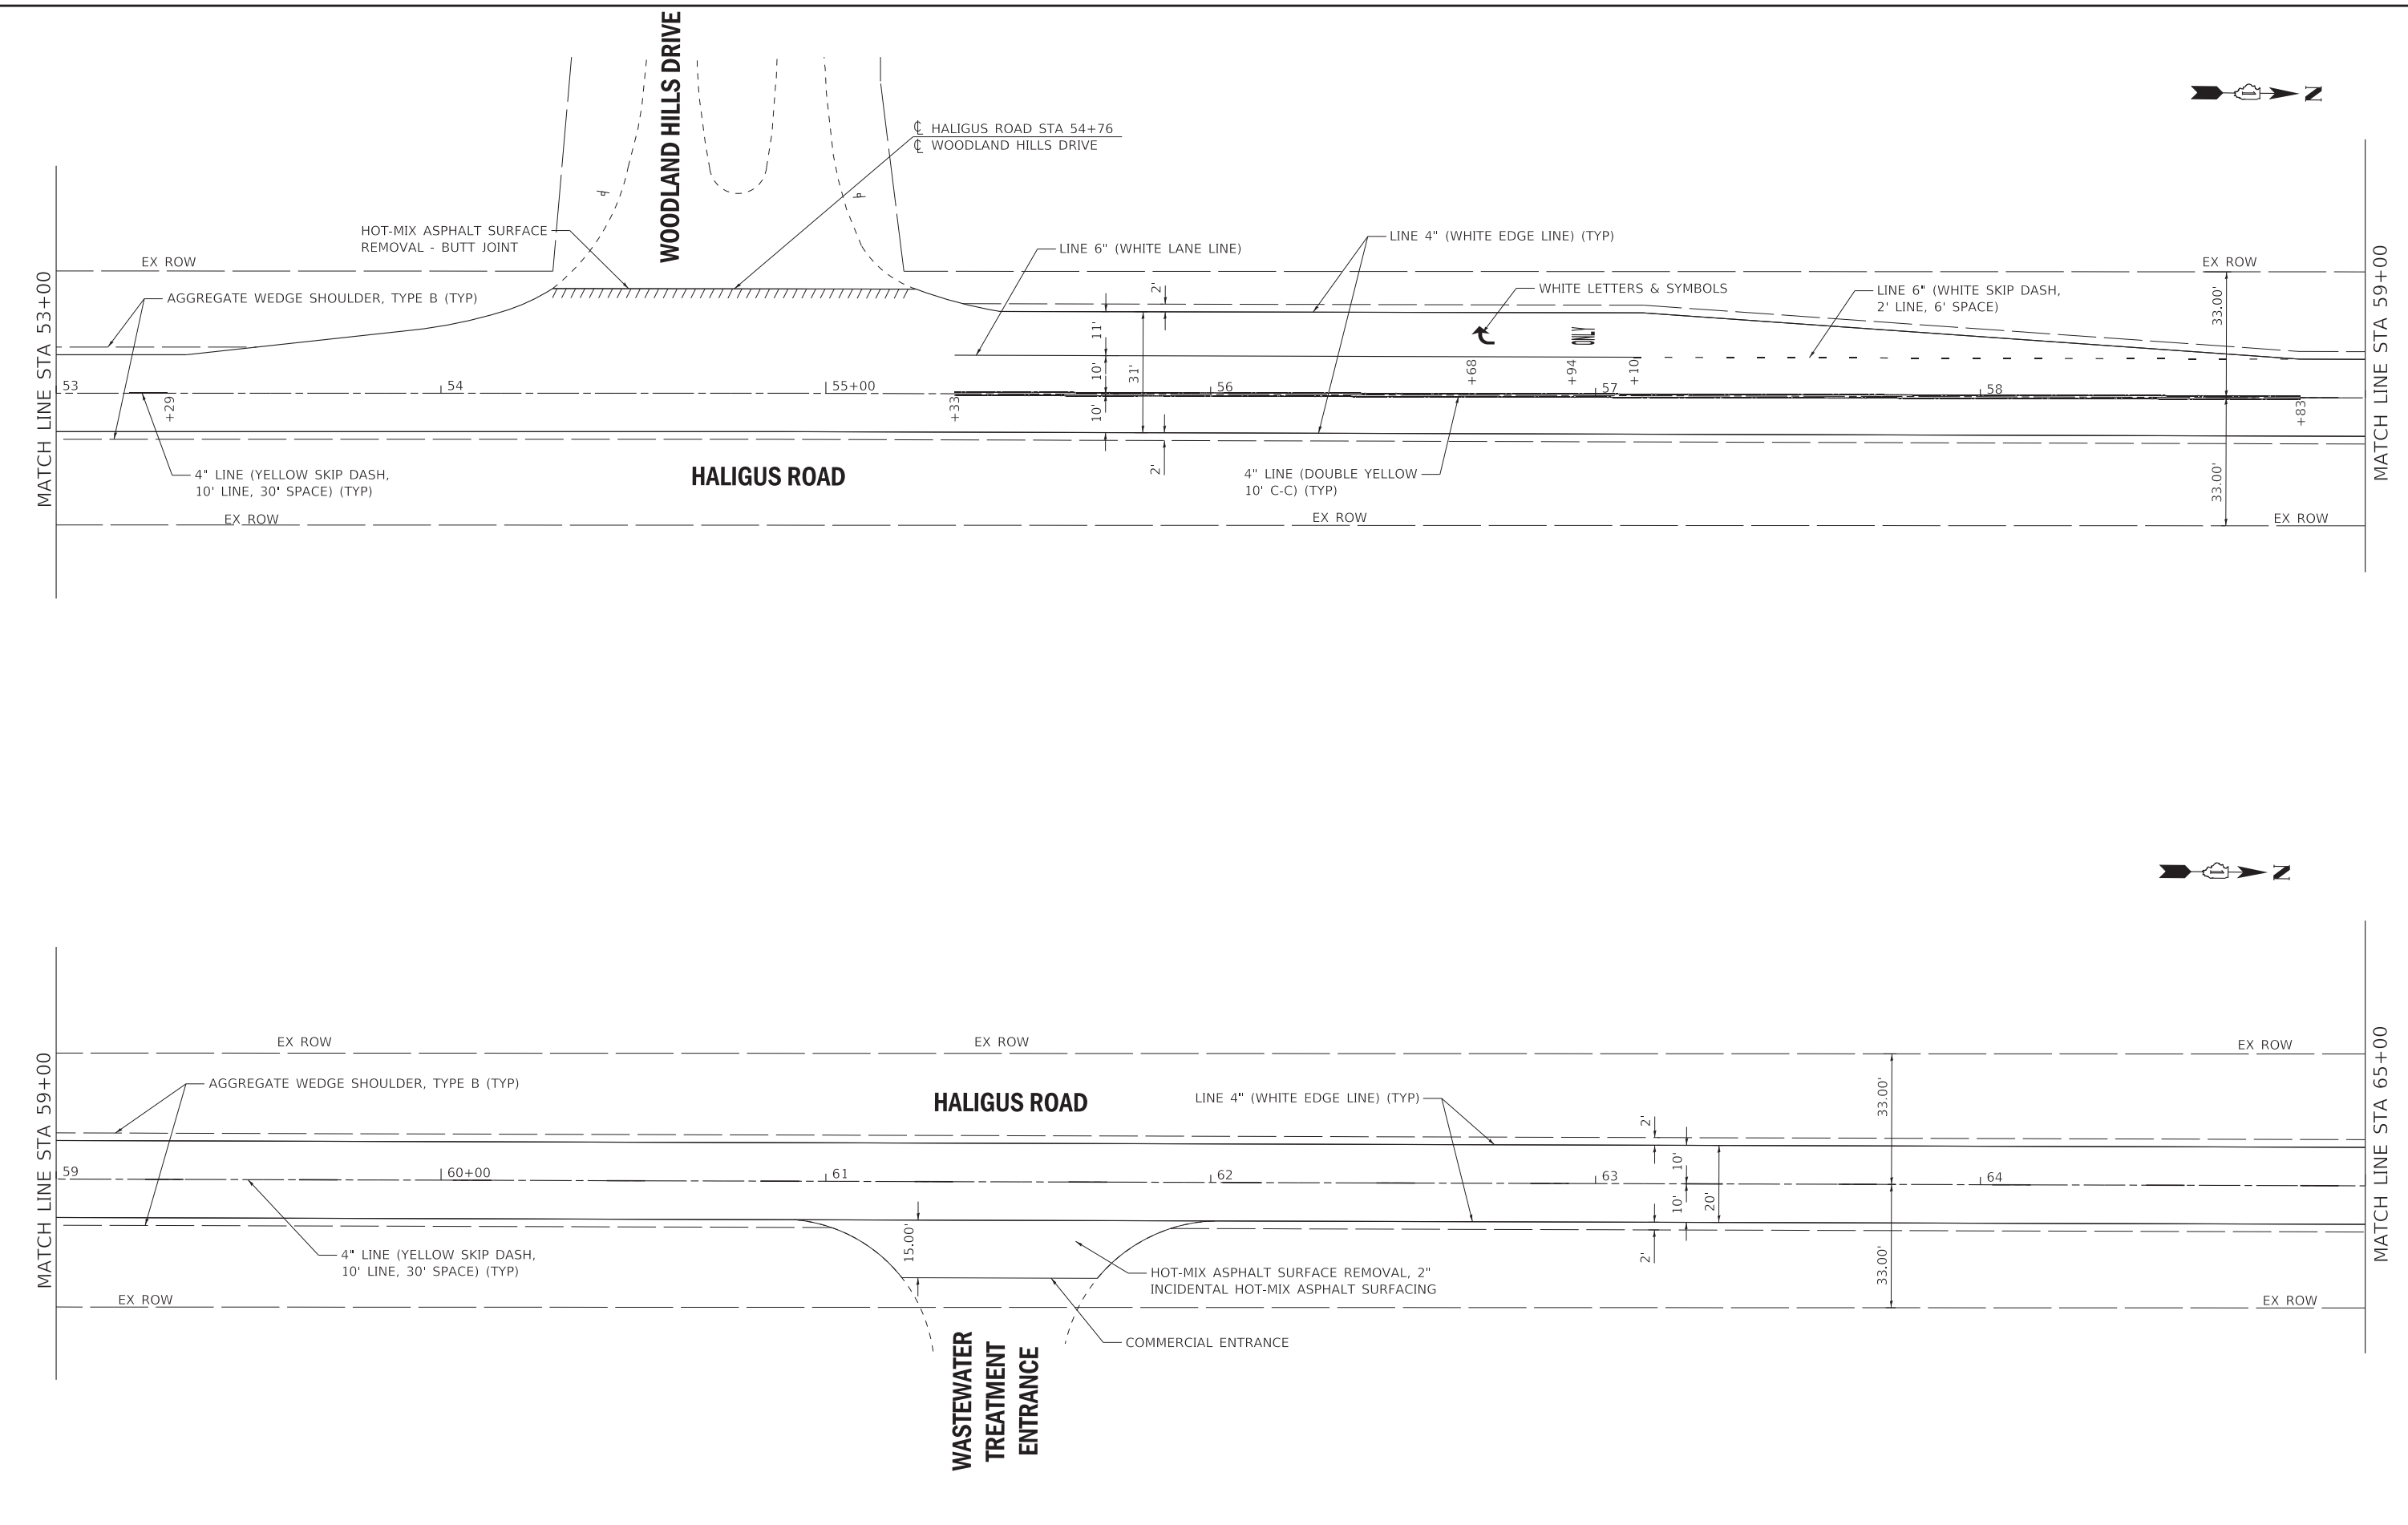 WOODLAND HILLS DRIVE
N
℄ HALIGUS ROAD STA 54+76
℄ WOODLAND HILLS DRIVE
HOT-MIX ASPHALT SURFACE
REMOVAL - BUTT JOINT
LINE 6" (WHITE LANE LINE)
LINE 4" (WHITE EDGE LINE) (TYP)
EX ROW
EX ROW
AGGREGATE WEDGE SHOULDER, TYPE B (TYP)
WHITE LETTERS & SYMBOLS
LINE 6" (WHITE SKIP DASH,
2' LINE, 6' SPACE)
MATCH LINE STA 53+00
MATCH LINE STA 59+00
2'
11'
10'
10'
31'
2'
ONLY
33.00'
33.00'
53
54
55+00
56
57
58
+29
+33
+68
+94
+10
+83
4" LINE (YELLOW SKIP DASH,
10' LINE, 30' SPACE) (TYP)
HALIGUS ROAD
4" LINE (DOUBLE YELLOW
10' C-C) (TYP)
EX ROW
EX ROW
EX ROW
N
EX ROW
EX ROW
EX ROW
MATCH LINE STA 59+00
MATCH LINE STA 65+00
AGGREGATE WEDGE SHOULDER, TYPE B (TYP)
HALIGUS ROAD
LINE 4" (WHITE EDGE LINE) (TYP)
2'
10'
10'
20'
2'
33.00'
33.00'
59
60+00
61
62
63
64
15.00'
4" LINE (YELLOW SKIP DASH,
10' LINE, 30' SPACE) (TYP)
HOT-MIX ASPHALT SURFACE REMOVAL, 2"
INCIDENTAL HOT-MIX ASPHALT SURFACING
EX ROW
EX ROW
COMMERCIAL ENTRANCE
WASTEWATER
TREATMENT
ENTRANCE